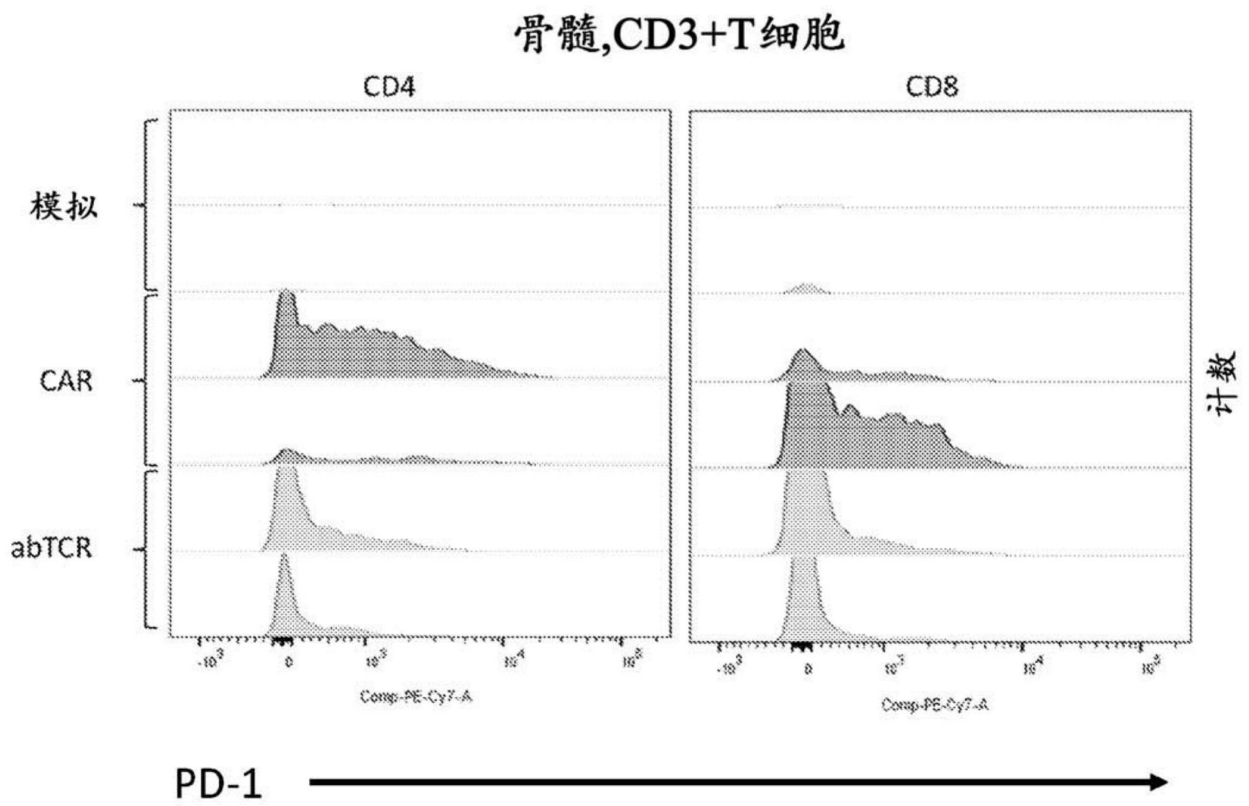 骨髓,CD3+T细胞
CD4
CD8
模拟
CAR
abTCR
计数
-10³ 0 10³ 10⁴ 10⁵
-10³ 0 10³ 10⁴ 10⁵
Comp-PE-Cy7-A
Comp-PE-Cy7-A
PD-1